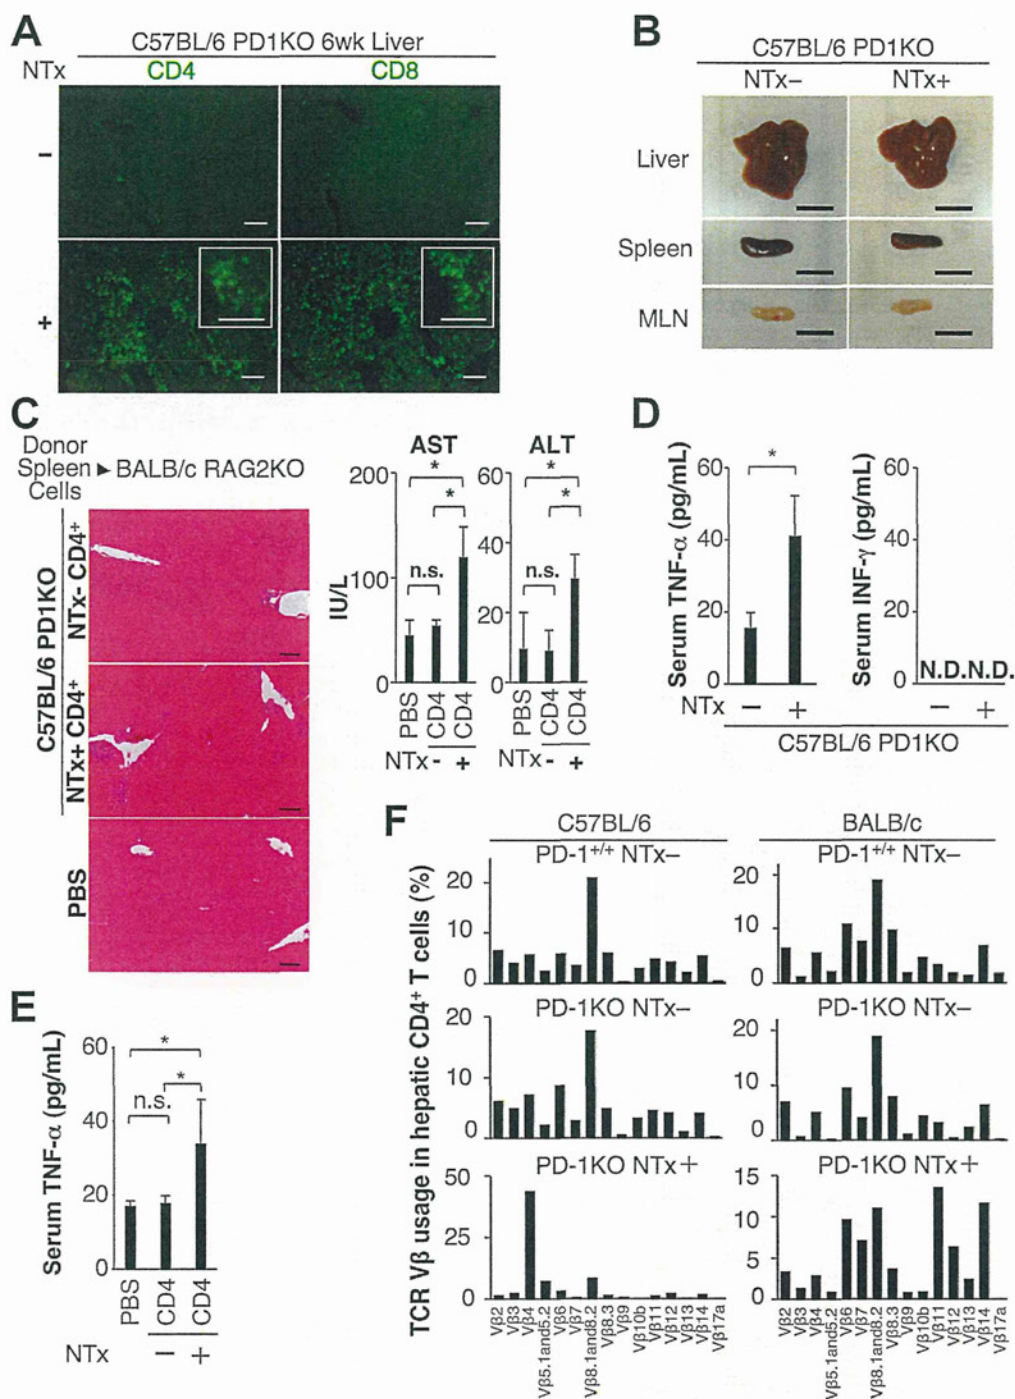 A
C57BL/6 PD1KO 6wk Liver
NTx CD4 CD8
−
+
B
C57BL/6 PD1KO
NTx− NTx+
Liver
Spleen
MLN
C
Donor
Spleen ▶ BALB/c RAG2KO
Cells
C57BL/6 PD1KO
NTx- CD4⁺
NTx+ CD4⁺
PBS
AST
IU/L
200
100
0
* * n.s.
PBS CD4 CD4
NTx - +
ALT
60
40
20
0
* * n.s.
PBS CD4 CD4
NTx - +
D
Serum TNF-α (pg/mL)
60
40
20
0
*
Serum INF-γ (pg/mL)
60
40
20
0
N.D. N.D.
NTx − + − +
C57BL/6 PD1KO
E
Serum TNF-α (pg/mL)
60
40
20
0
* * n.s.
PBS CD4 CD4
NTx − +
F
C57BL/6 BALB/c
TCR Vβ usage in hepatic CD4⁺ T cells (%)
PD-1⁺/⁺ NTx− PD-1⁺/⁺ NTx−
20 20
10 10
0 0
PD-1KO NTx− PD-1KO NTx−
20 20
10 10
0 0
PD-1KO NTx+ PD-1KO NTx+
50 15
25 10
0 5
0
Vβ2 Vβ3 Vβ4 Vβ5.1and5.2 Vβ6 Vβ7 Vβ8.1and8.2 Vβ8.3 Vβ9 Vβ10b Vβ11 Vβ12 Vβ13 Vβ14 Vβ17a
Vβ2 Vβ3 Vβ4 Vβ5.1and5.2 Vβ6 Vβ7 Vβ8.1and8.2 Vβ8.3 Vβ9 Vβ10b Vβ11 Vβ12 Vβ13 Vβ14 Vβ17a